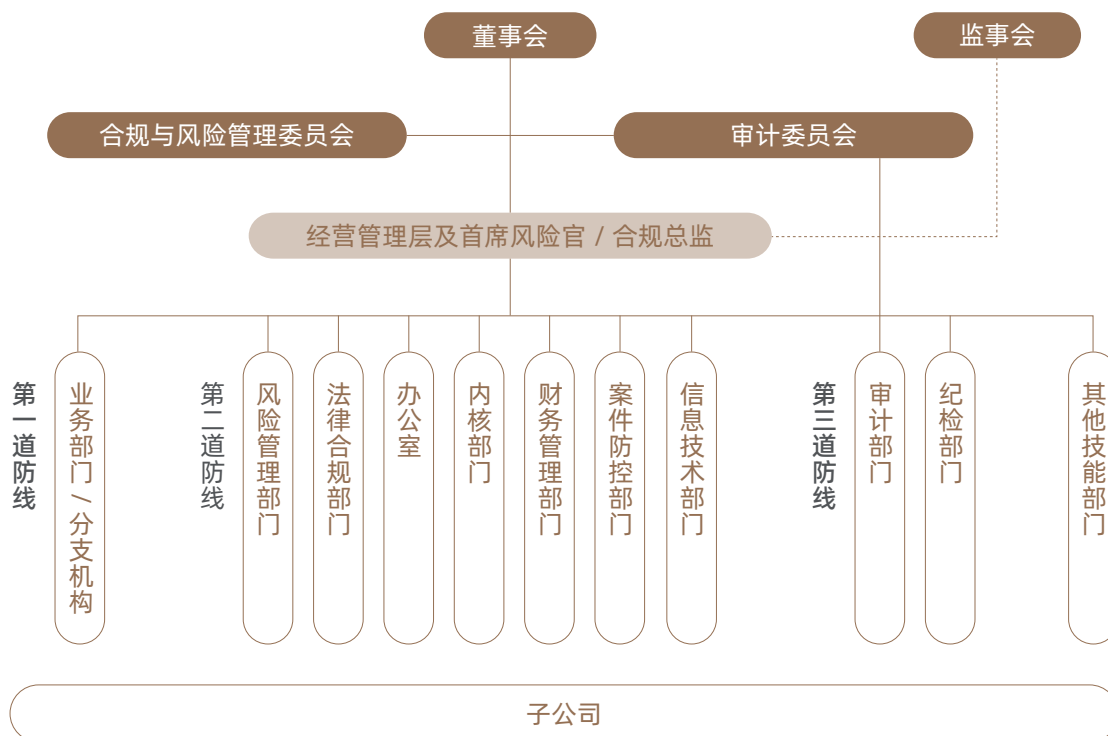 董事会
监事会
合规与风险管理委员会
审计委员会
经营管理层及首席风险官 / 合规总监
第一道防线
业务部门 / 分支机构
第二道防线
风险管理部门
法律合规部门
办公室
内核部门
财务管理部门
案件防控部门
信息技术部门
第三道防线
审计部门
纪检部门
其他技能部门
子公司